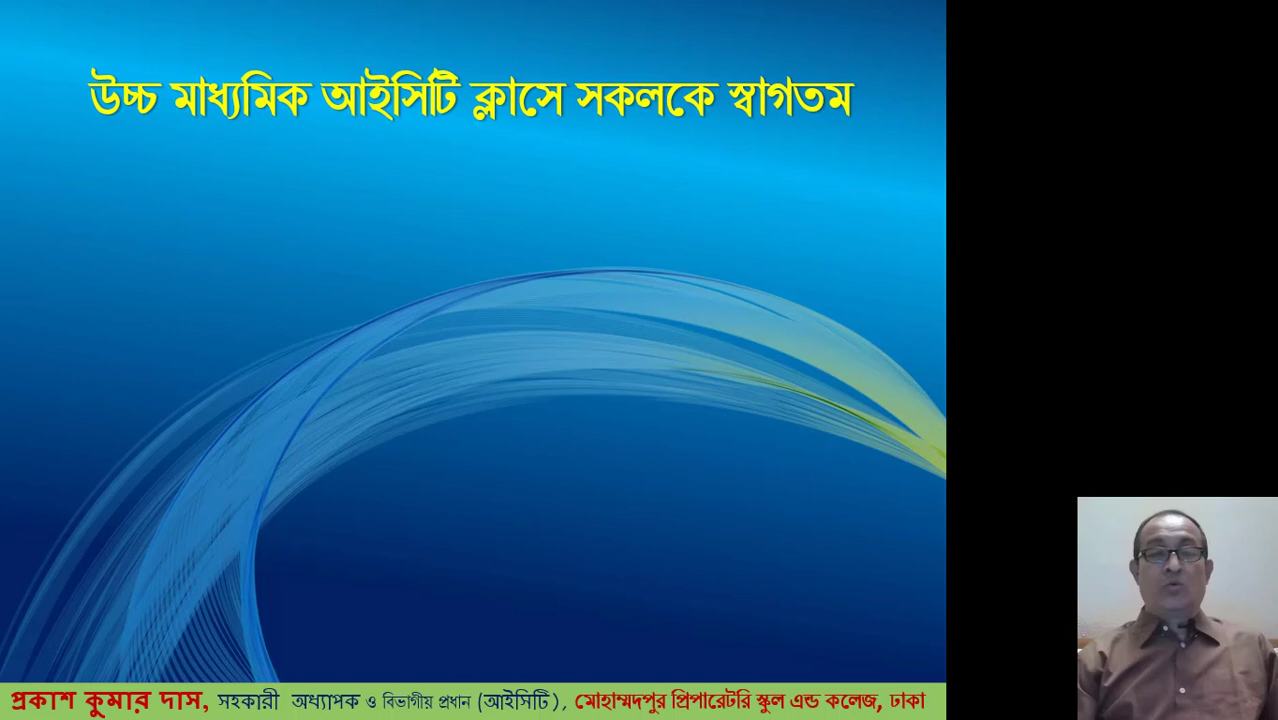 উচ্চ মাধ্যমিক আইসিটি ক্লাসে সকলকে স্বাগতম
প্রকাশ কুমার দাস, সহকারী অধ্যাপক ও বিভাগীয় প্রধান (আইসিটি), মোহাম্মদপুর প্রিপারেটরি স্কুল এন্ড কলেজ, ঢাকা